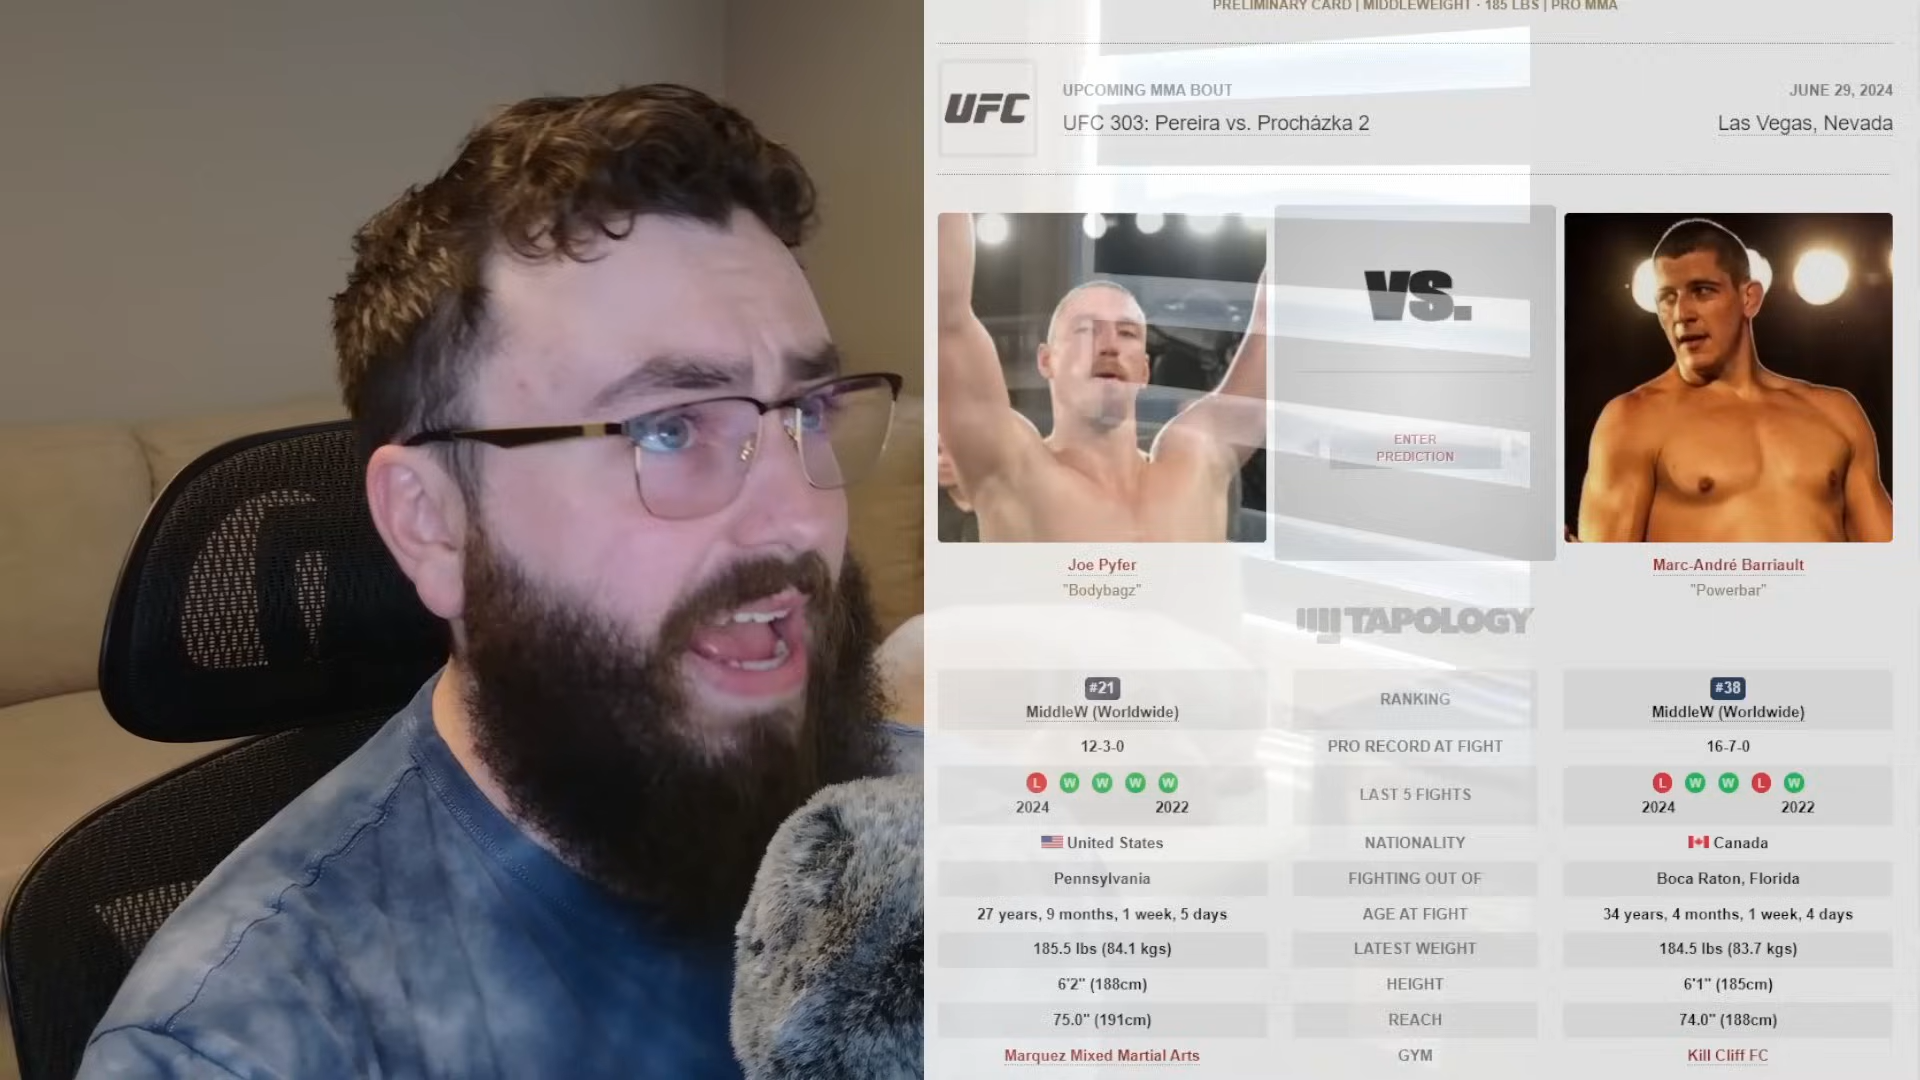 PRELIMINARY CARD | MIDDLEWEIGHT · 185 LBS | PRO MMA
UFC
UPCOMING MMA BOUT
JUNE 29, 2024
UFC 303: Pereira vs. Procházka 2
Las Vegas, Nevada
VS.
ENTER
PREDICTION
Joe Pyfer
Marc-André Barriault
"Bodybagz"
"Powerbar"
TAPOLOGY
#21
RANKING
#38
MiddleW (Worldwide)
MiddleW (Worldwide)
12-3-0
PRO RECORD AT FIGHT
16-7-0
L W W W W
LAST 5 FIGHTS
L W W L W
2024 2022
2024 2022
United States
NATIONALITY
Canada
Pennsylvania
FIGHTING OUT OF
Boca Raton, Florida
27 years, 9 months, 1 week, 5 days
AGE AT FIGHT
34 years, 4 months, 1 week, 4 days
185.5 lbs (84.1 kgs)
LATEST WEIGHT
184.5 lbs (83.7 kgs)
6'2" (188cm)
HEIGHT
6'1" (185cm)
75.0" (191cm)
REACH
74.0" (188cm)
Marquez Mixed Martial Arts
GYM
Kill Cliff FC